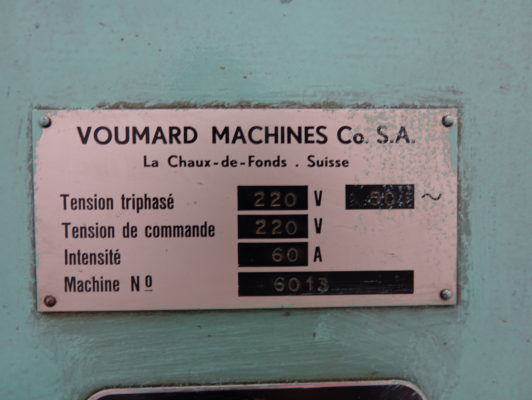 VOUMARD MACHINES Co. S.A.
La Chaux-de-Fonds . Suisse
Tension triphasé 220 V ~
Tension de commande 220 V
Intensité 60 A
Machine Nº 6013